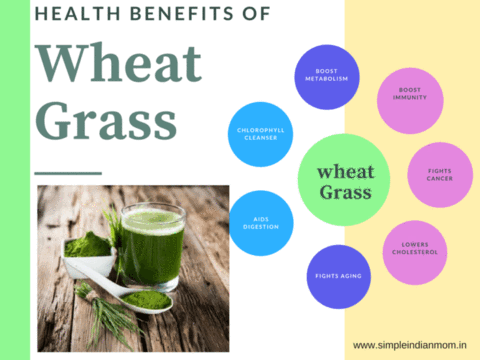 HEALTH BENEFITS OF
Wheat
Grass
BOOST
METABOLISM
BOOST
IMMUNITY
CHLOROPHYLL
CLEANSER
wheat
Grass
FIGHTS
CANCER
AIDS
DIGESTION
LOWERS
CHOLESTEROL
FIGHTS AGING
www.simpleindianmom.in